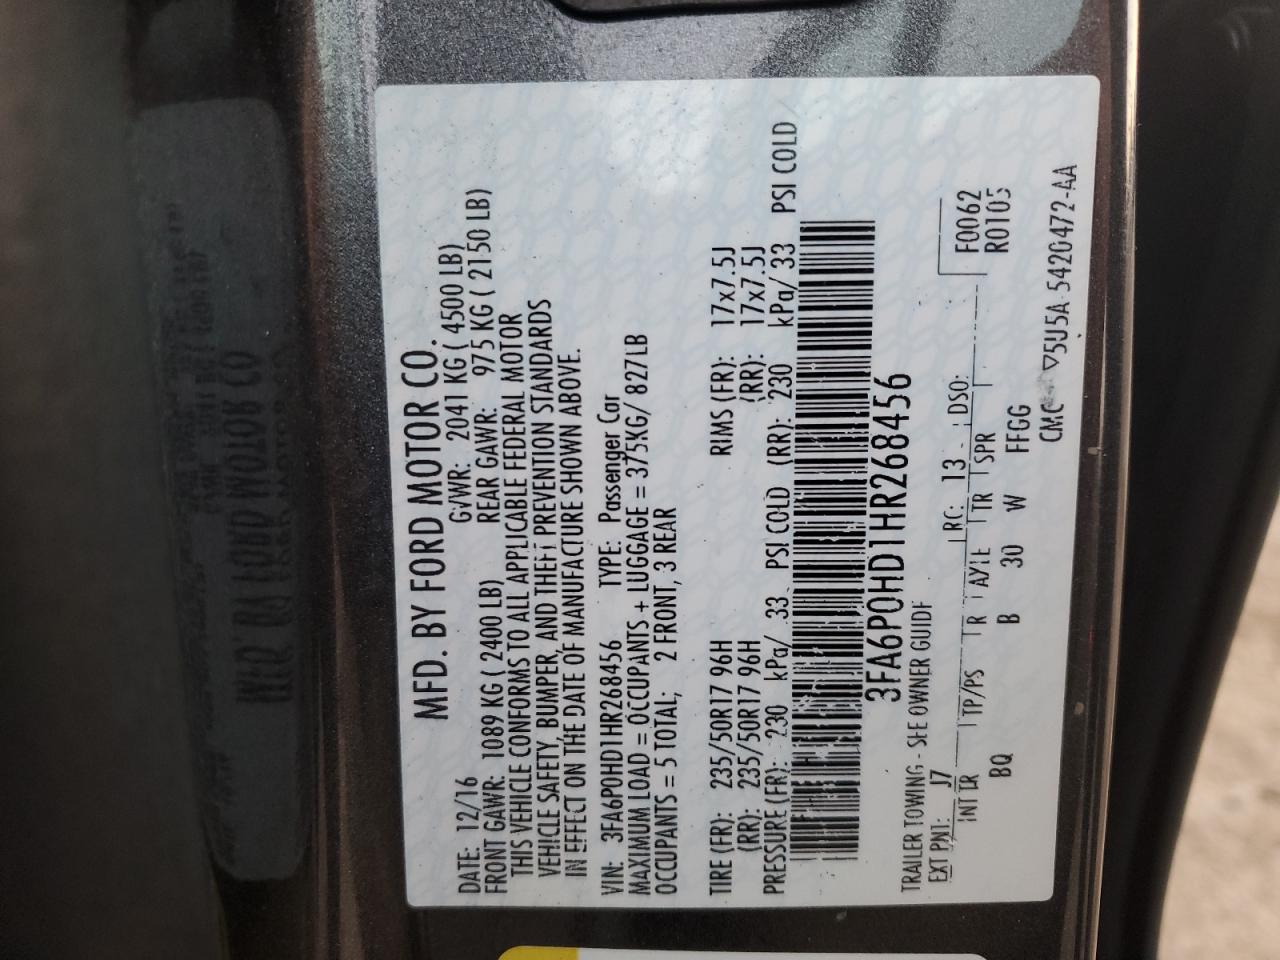 MFD. BY FORD MOTOR CO.
DATE: 12/16 GVWR: 2041 KG ( 4500 LB)
FRONT GAWR: 1089 KG ( 2400 LB) REAR GAWR: 975 KG ( 2150 LB)
THIS VEHICLE CONFORMS TO ALL APPLICABLE FEDERAL MOTOR
VEHICLE SAFETY, BUMPER, AND THEFT PREVENTION STANDARDS
IN EFFECT ON THE DATE OF MANUFACTURE SHOWN ABOVE.
VIN: 3FA6P0HD1HR268456 TYPE: Passenger Car
MAXIMUM LOAD = OCCUPANTS + LUGGAGE = 375KG/ 827LB
OCCUPANTS = 5 TOTAL; 2 FRONT, 3 REAR
TIRE (FR): 235/50R17 96H RIMS (FR): 17x7.5J
(RR): 235/50R17 96H (RR): 17x7.5J
PRESSURE (FR): 230 kPa/ 33 PSI COLD (RR): 230 kPa/ 33 PSI COLD
3FA6P0HD1HR268456
TRAILER TOWING - SEE OWNER GUIDE F0062
EXT PNT: J7 RC: 13 DSO: R0105
INT TR TP/PS R AXLE TR SPR
BQ B 30 W FFGG
CMC ▽5U5A-5420472-AA